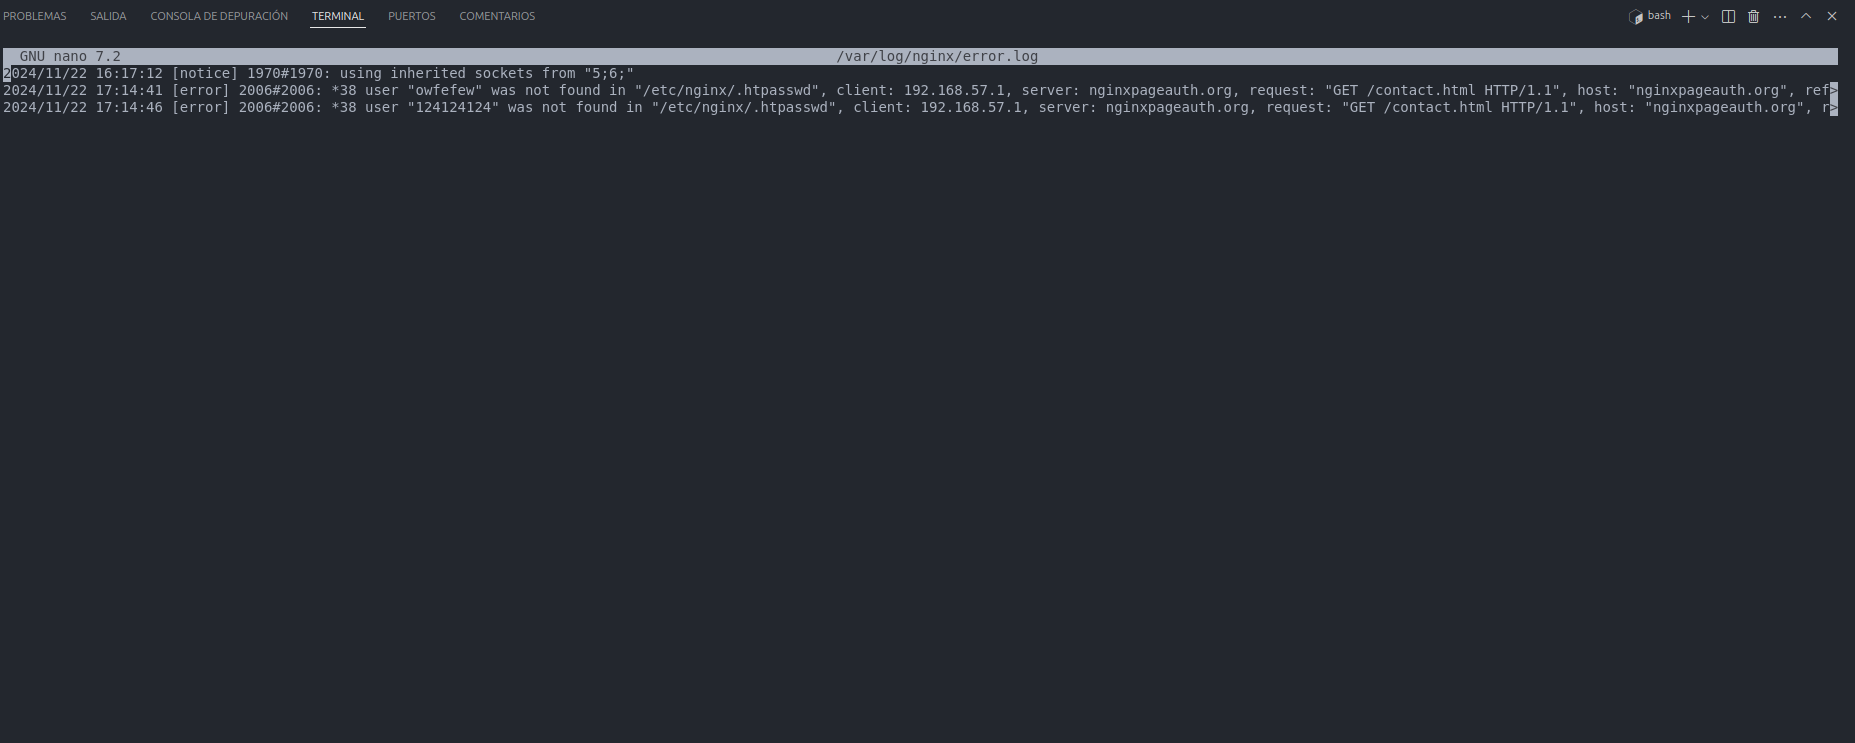 PROBLEMAS SALIDA CONSOLA DE DEPURACIÓN TERMINAL PUERTOS COMENTARIOS bash
GNU nano 7.2 /var/log/nginx/error.log
2024/11/22 16:17:12 [notice] 1970#1970: using inherited sockets from "5;6;"
2024/11/22 17:14:41 [error] 2006#2006: *38 user "owfefew" was not found in "/etc/nginx/.htpasswd", client: 192.168.57.1, server: nginxpageauth.org, request: "GET /contact.html HTTP/1.1", host: "nginxpageauth.org", ref>
2024/11/22 17:14:46 [error] 2006#2006: *38 user "124124124" was not found in "/etc/nginx/.htpasswd", client: 192.168.57.1, server: nginxpageauth.org, request: "GET /contact.html HTTP/1.1", host: "nginxpageauth.org", r>